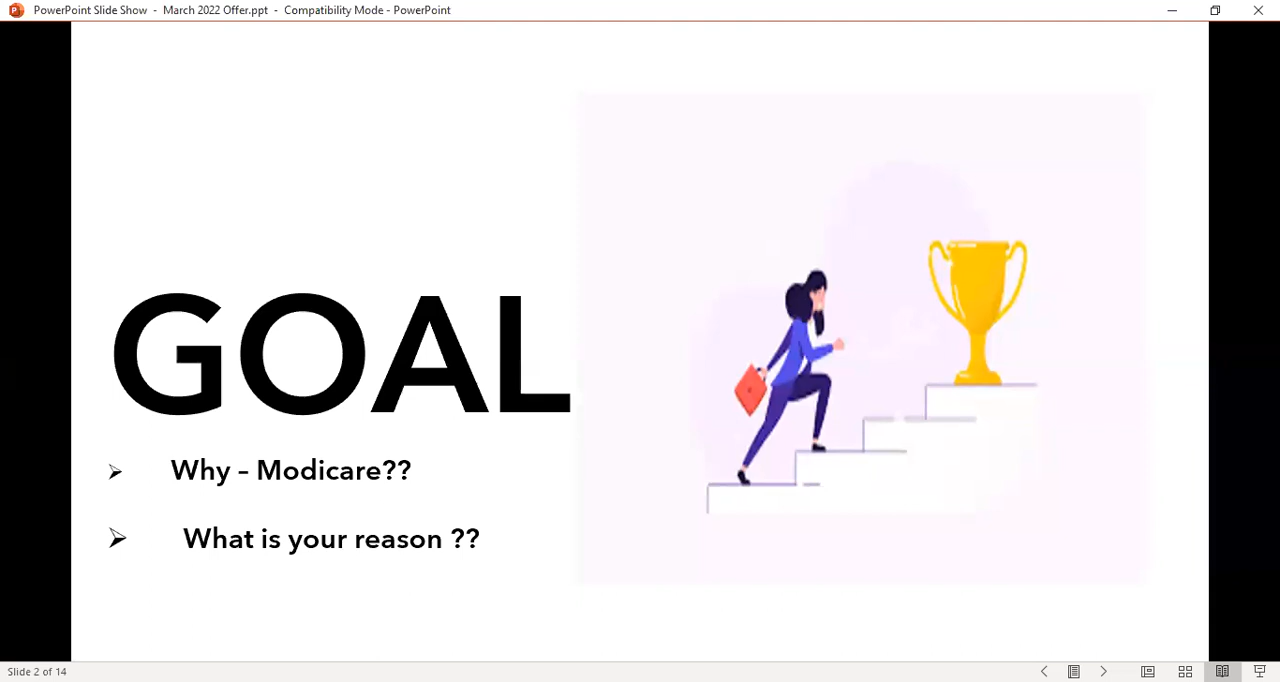 PowerPoint Slide Show - March 2022 Offer.ppt - Compatibility Mode - PowerPoint
GOAL
➢ Why – Modicare??
➢ What is your reason ??
Slide 2 of 14